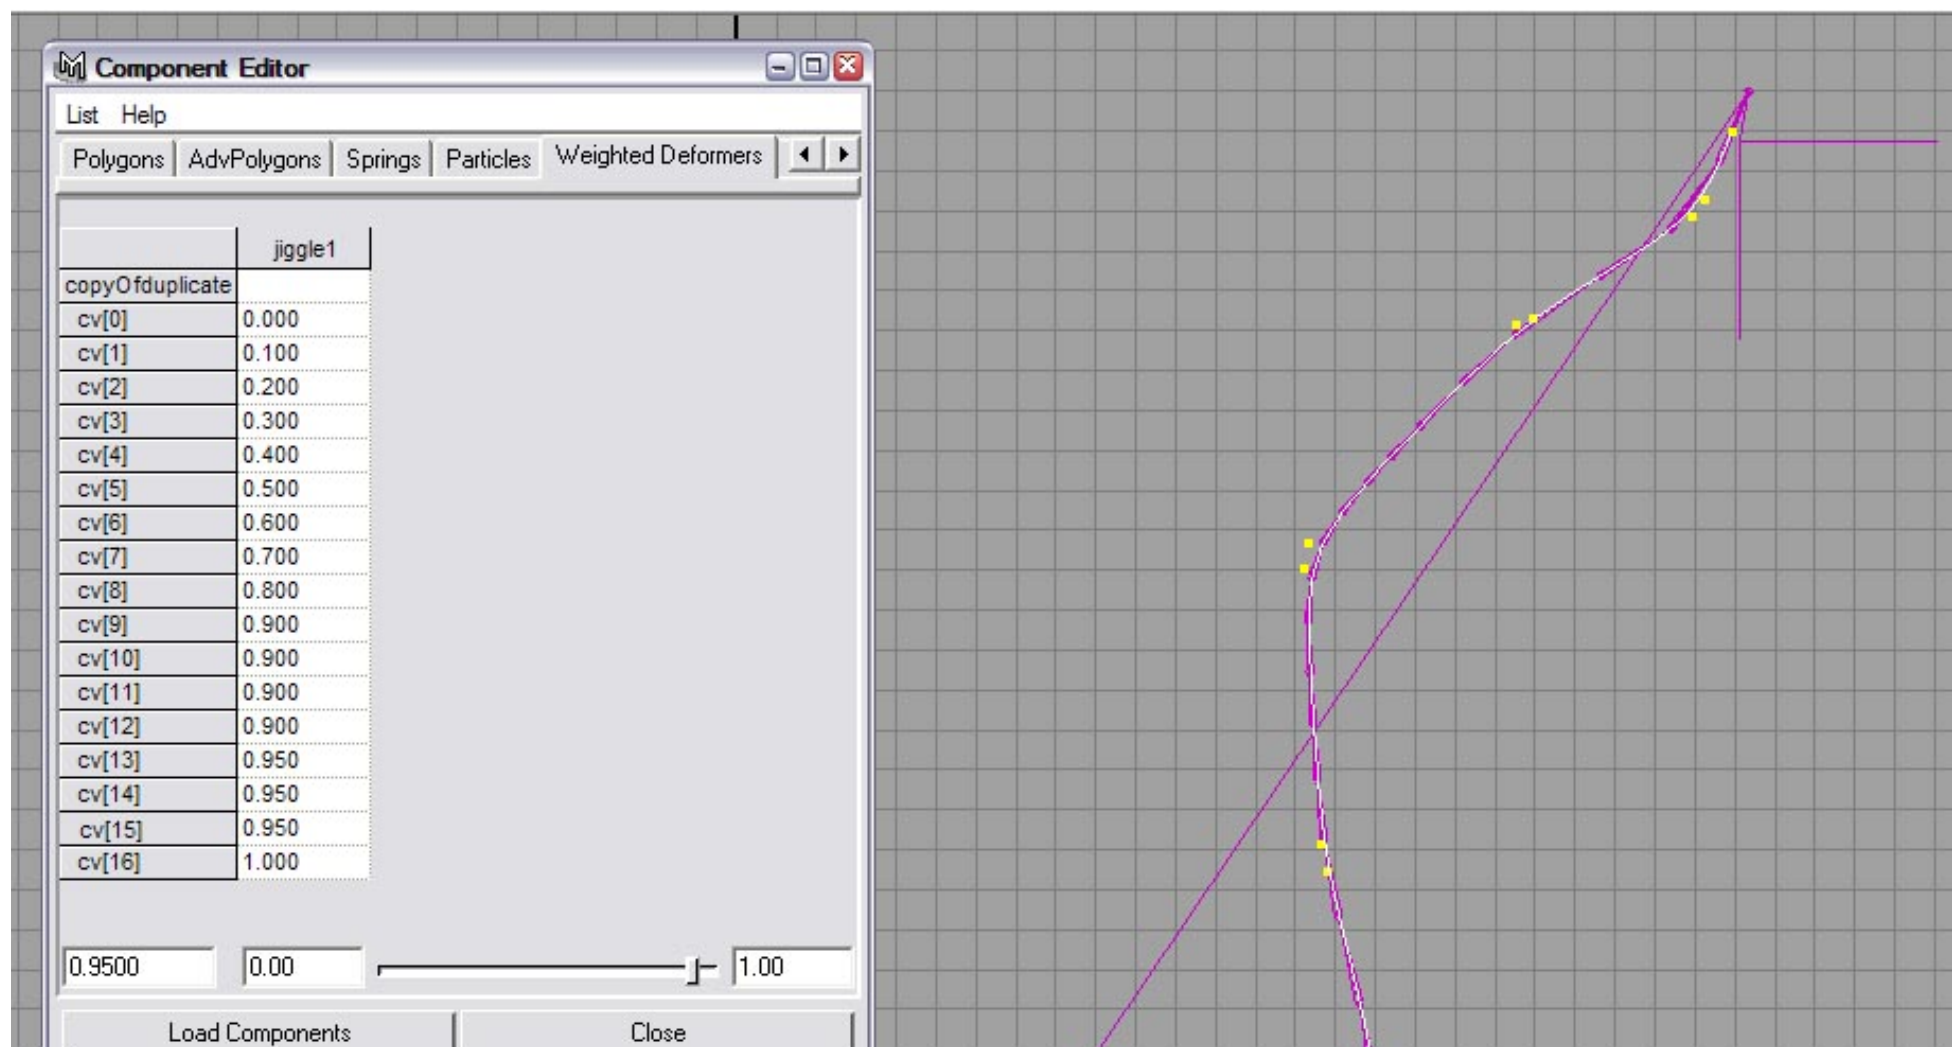 Component Editor
List Help
Polygons AdvPolygons Springs Particles Weighted Deformers
jiggle1
copyOfduplicate
cv[0] 0.000
cv[1] 0.100
cv[2] 0.200
cv[3] 0.300
cv[4] 0.400
cv[5] 0.500
cv[6] 0.600
cv[7] 0.700
cv[8] 0.800
cv[9] 0.900
cv[10] 0.900
cv[11] 0.900
cv[12] 0.900
cv[13] 0.950
cv[14] 0.950
cv[15] 0.950
cv[16] 1.000
0.9500 0.00 1.00
Load Components Close